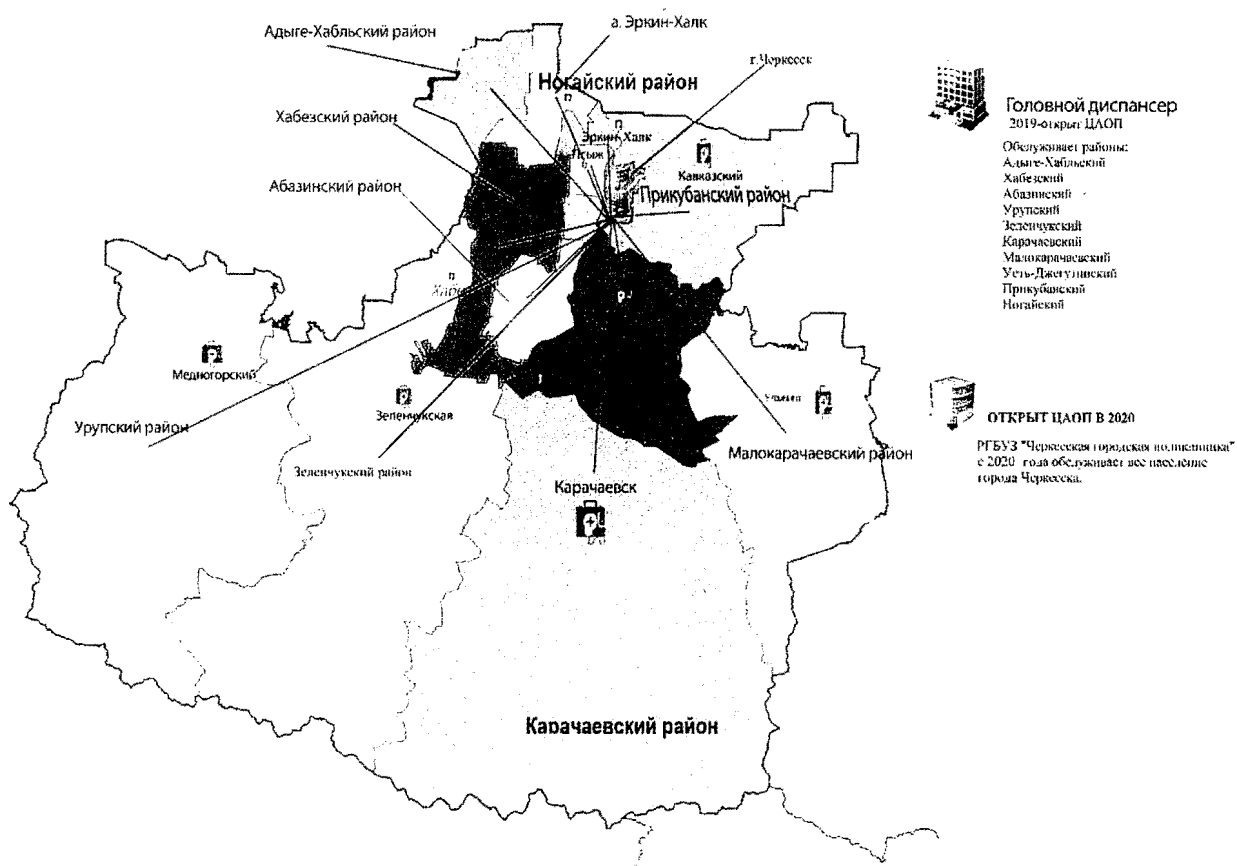 Адыге-Хабльский район
а. Эркин-Халк
г.Черкесск
Ногайский район
Хабезский район
Эркин-Халк
Псыж
Кавказский
Абазинский район
Прикубанский район
Медногорский
Зеленчукская
Урупский район
Зеленчукский район
Малокарачаевский район
Карачаевск
Карачаевский район
Головной диспансер
2019-открыт ЦАОП
Обслуживает районы:
Адыге-Хабльский
Хабезский
Абазинский
Урупский
Зеленчукский
Карачаевский
Малокарачаевский
Усть-Джегутинский
Прикубанский
Ногайский
ОТКРЫТ ЦАОП В 2020
РГБУЗ "Черкесская городская поликлиника"
с 2020 года обслуживает все население
города Черкесска.